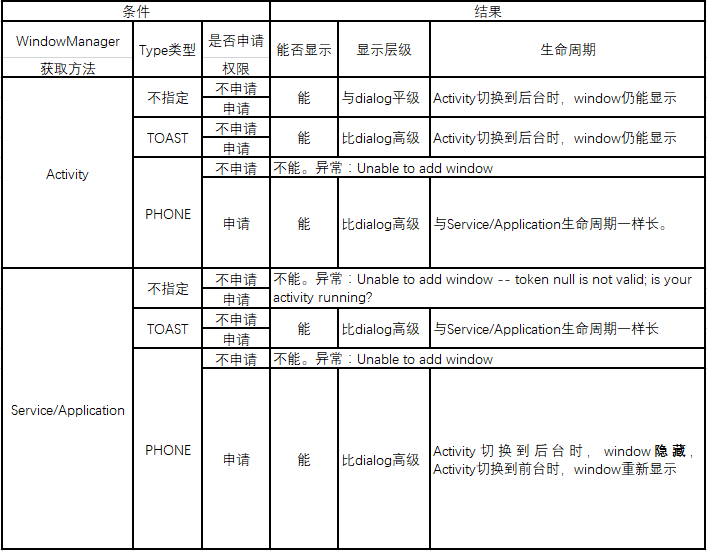 条件
结果
WindowManager
获取方法
Type类型
是否申请
权限
能否显示
显示层级
生命周期
Activity
不指定
不申请
申请
能
与dialog平级
Activity切换到后台时，window仍能显示
TOAST
不申请
申请
能
比dialog高级
Activity切换到后台时，window仍能显示
PHONE
不申请
不能。异常：Unable to add window
申请
能
比dialog高级
与Service/Application生命周期一样长。
Service/Application
不指定
不申请
申请
不能。异常：Unable to add window -- token null is not valid; is your
activity running?
TOAST
不申请
申请
能
比dialog高级
与Service/Application生命周期一样长
PHONE
不申请
不能。异常：Unable to add window
申请
能
比dialog高级
Activity切换到后台时，window隐藏，
Activity切换到前台时，window重新显示